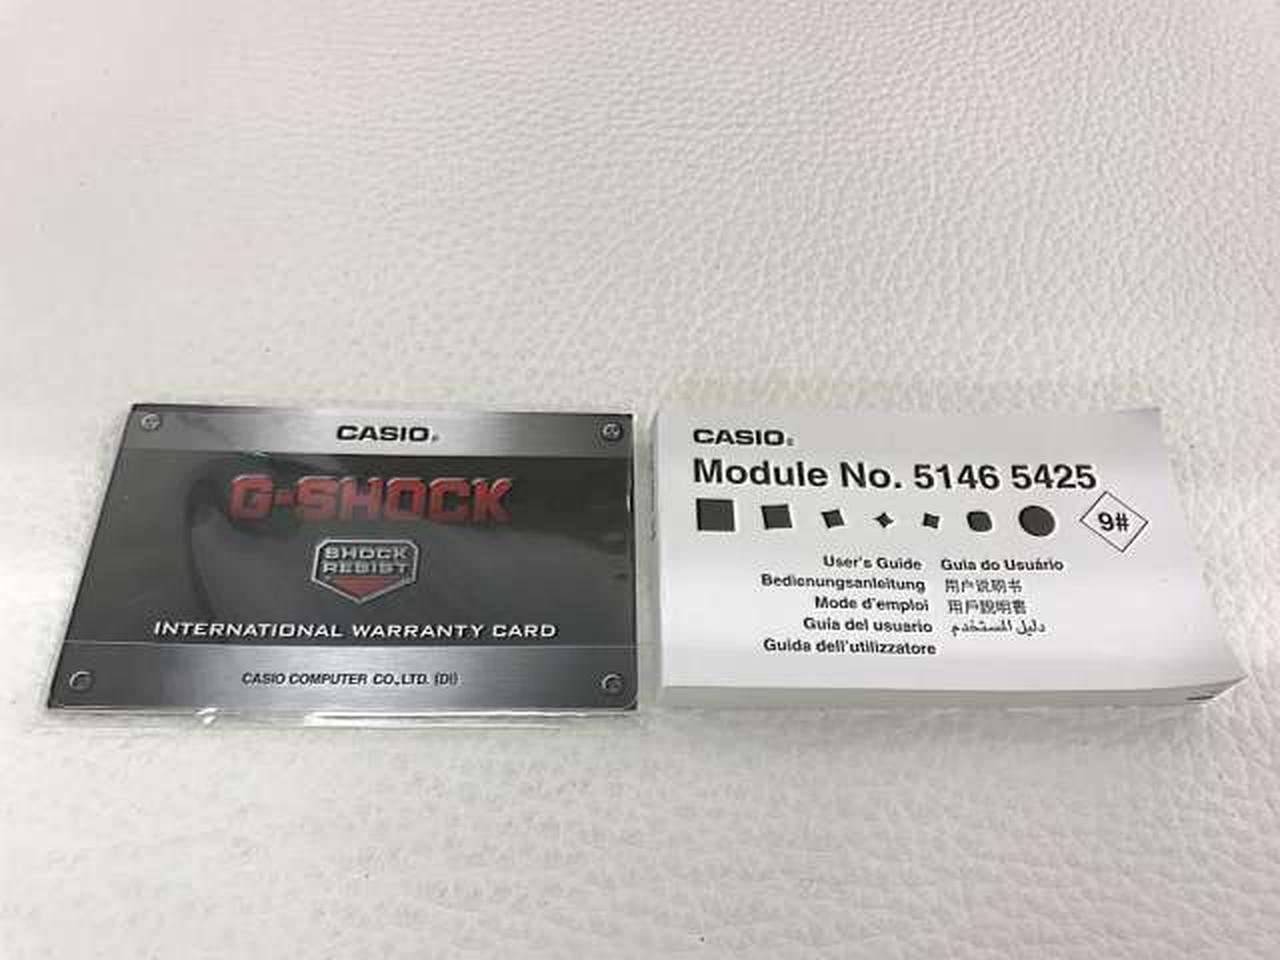 CASIO®
G-SHOCK
SHOCK
RESIST
INTERNATIONAL WARRANTY CARD
CASIO COMPUTER CO.,LTD. (DI)
CASIO®
Module No. 5146 5425
9#
User's Guide Guia do Usuário
Bedienungsanleitung 用户说明书
Mode d'emploi 用戶說明書
Guía del usuario دليل المستخدم
Guida dell'utilizzatore